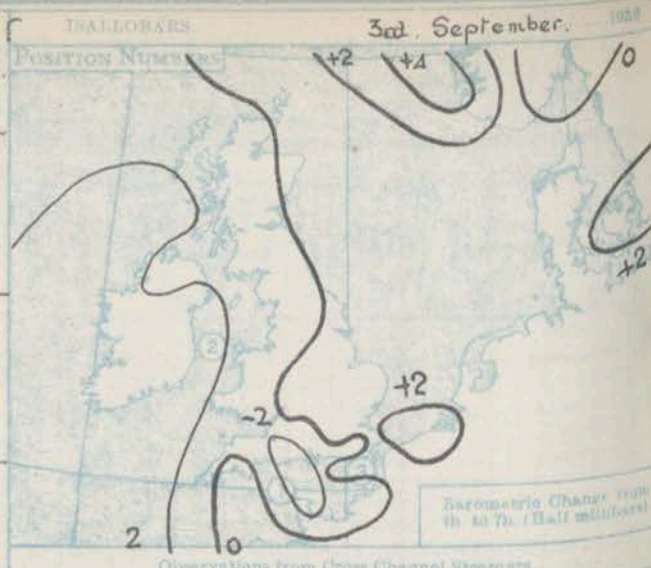 ISALLOBARS 3rd. September.
POSITION NUMBERS
+2 +4 0
+2
2
+2
-2
2 0
Barometric Change from
4h to 7h. (Half millibars)
Observations from Cross Channel Steamers